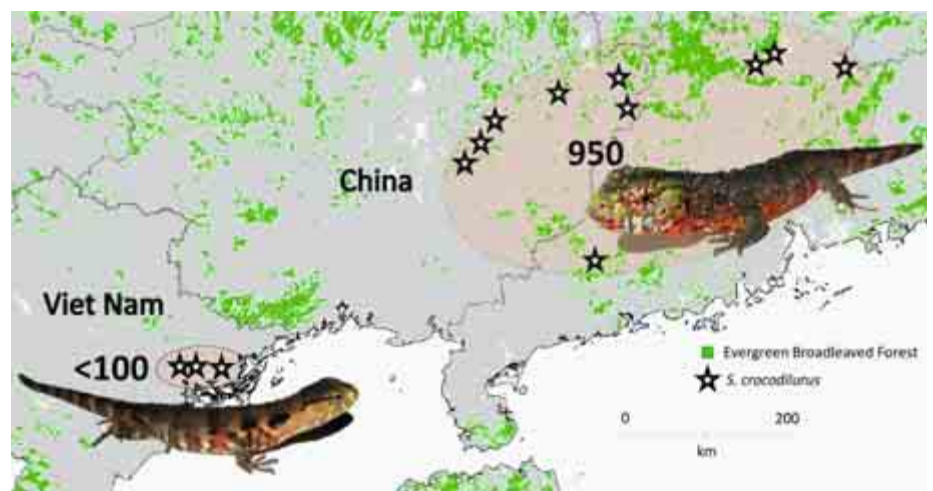 950
China
Viet Nam
<100
Evergreen Broadleaved Forest
S. crocodilurus
0 200
km